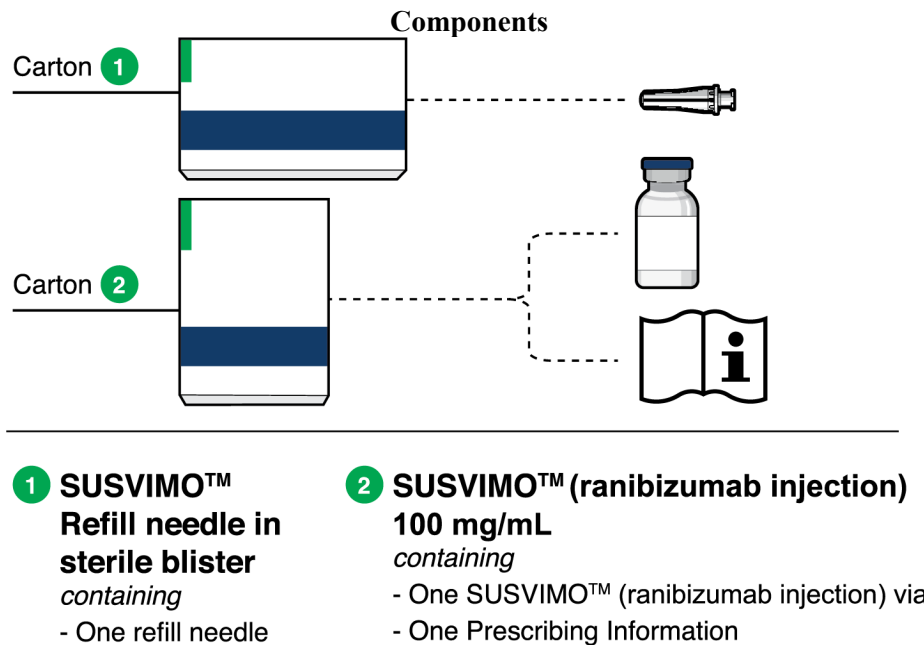 Components
Carton 1
Carton 2
1 SUSVIMO™
Refill needle in
sterile blister
containing
- One refill needle
2 SUSVIMO™ (ranibizumab injection)
100 mg/mL
containing
- One SUSVIMO™ (ranibizumab injection) via
- One Prescribing Information